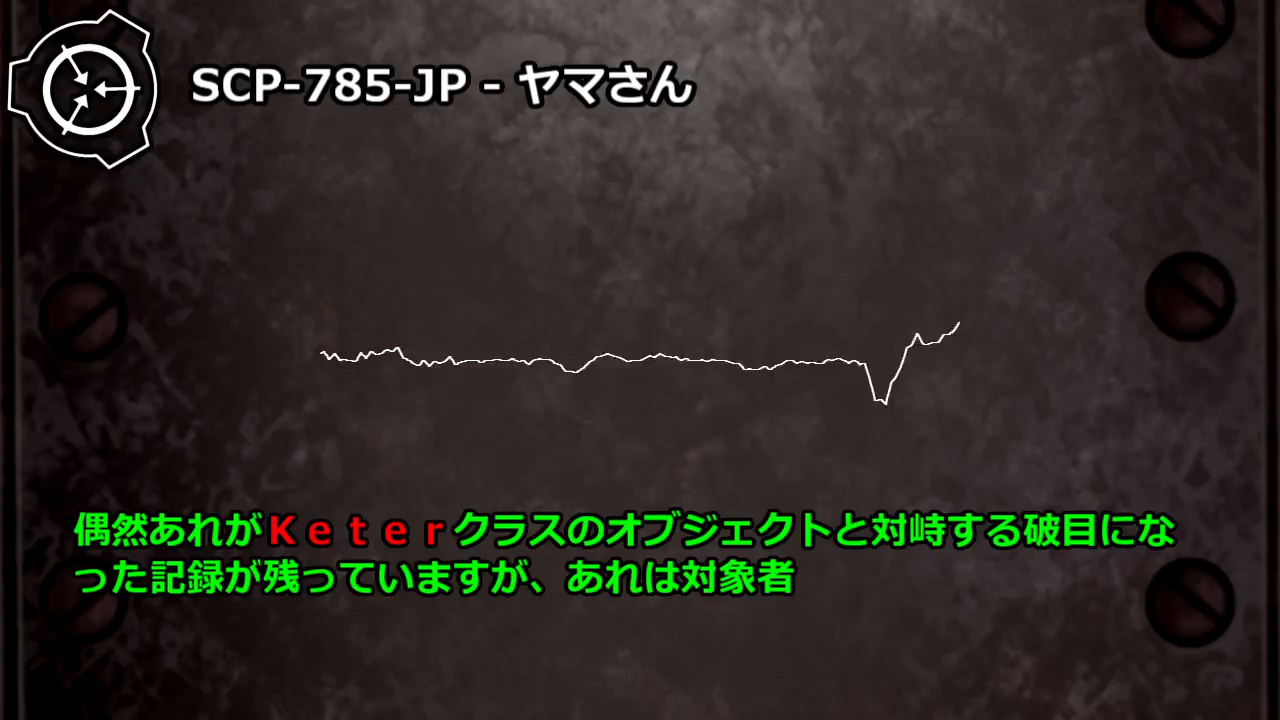 SCP-785-JP - ヤマさん
偶然あれがＫｅｔｅｒクラスのオブジェクトと対峙する破目にな
った記録が残っていますが、あれは対象者